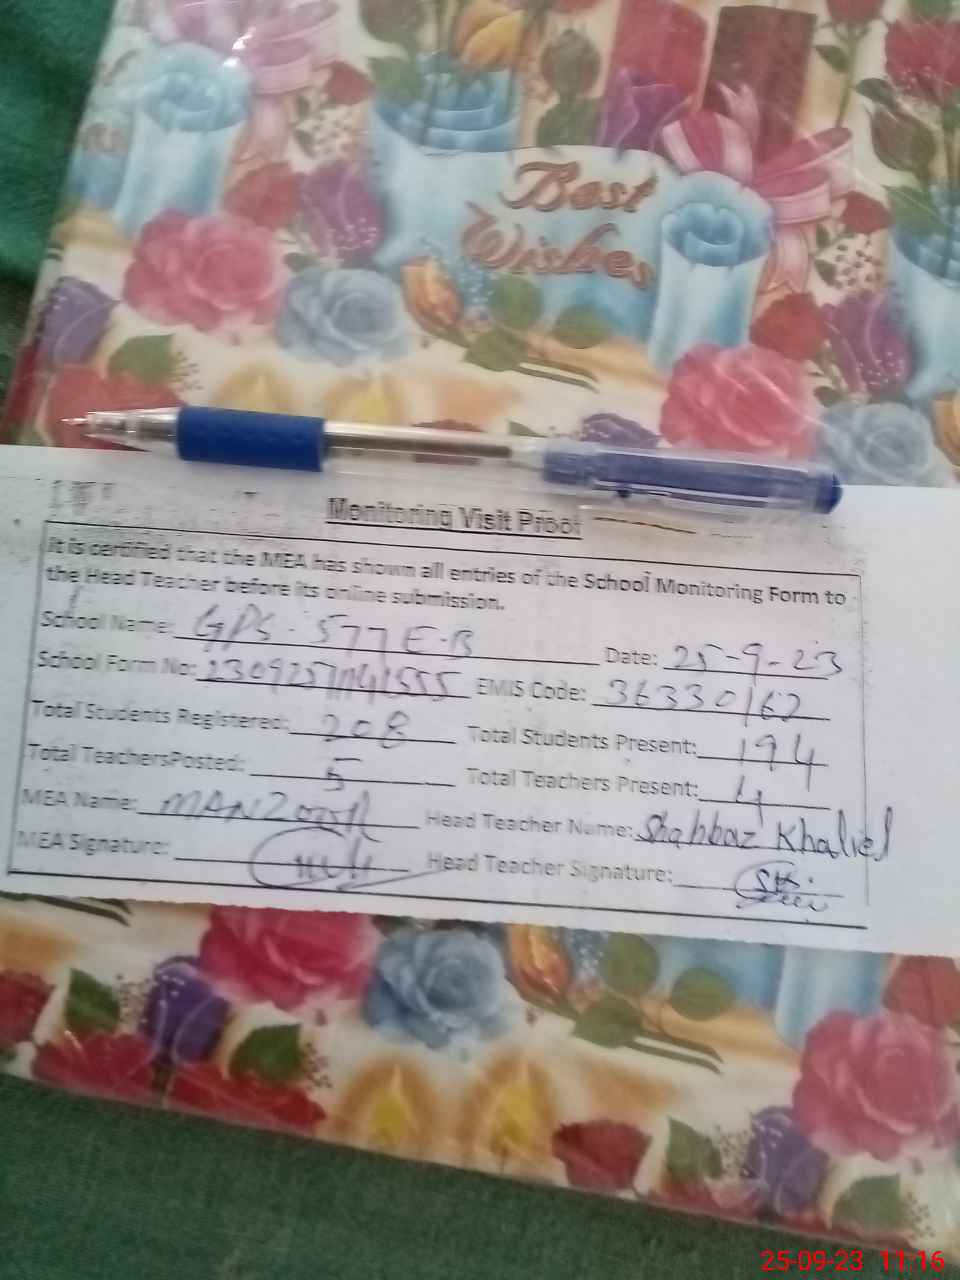 Best
Wishes
Monitoring Visit Proof
It is certified that the MEA has shown all entries of the School Monitoring Form to
the Head Teacher before its online submission.
School Name: GPS - 577 E-B Date: 25-9-23
School Form No: EMIS Code: 36330162
Total Students Registered: 208 Total Students Present: 194
Total TeachersPosted: 5 Total Teachers Present: 4
MEA Name: MANZOOR Head Teacher Name: Shahbaz Khaliel
MEA Signature: Head Teacher Signature:
25-09-23 11:16